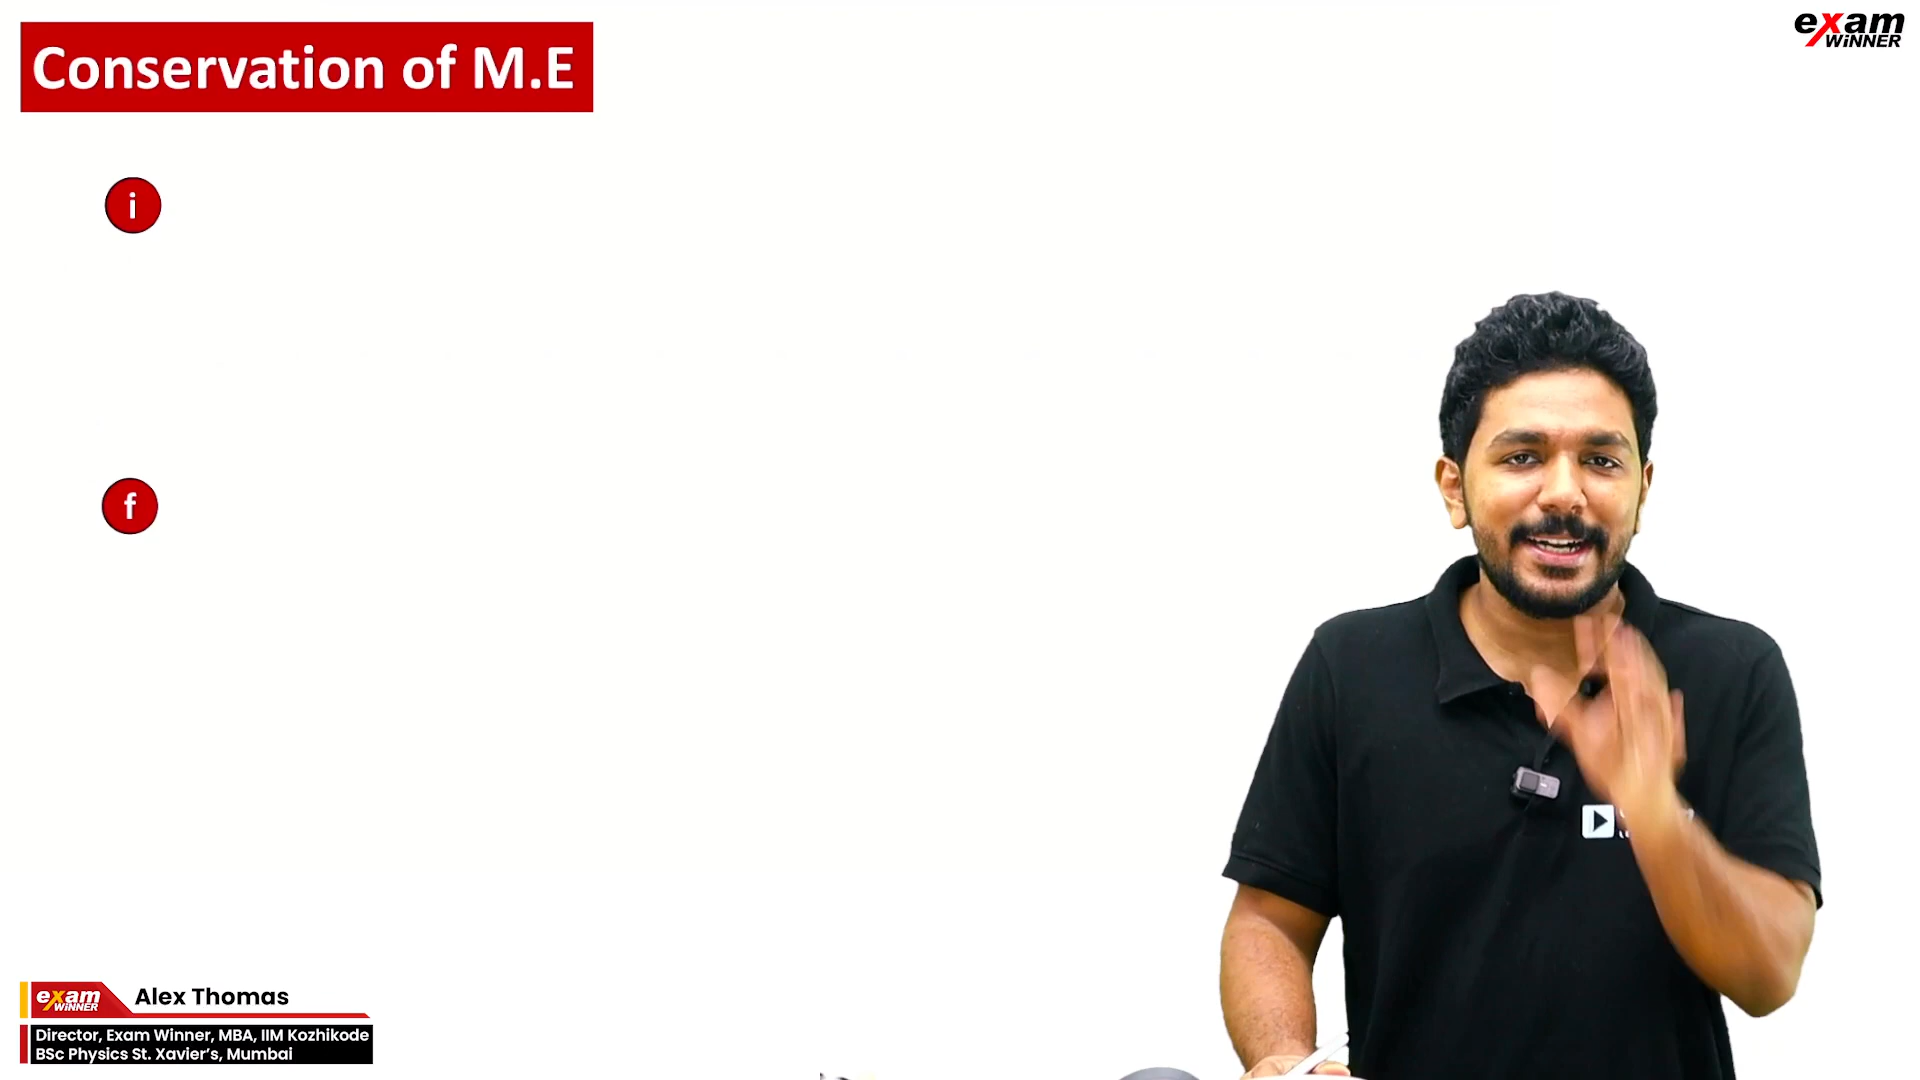 Conservation of M.E
exam
WiNNER
i
f
exam
WiNNER
Alex Thomas
Director, Exam Winner, MBA, IIM Kozhikode
BSc Physics St. Xavier's, Mumbai